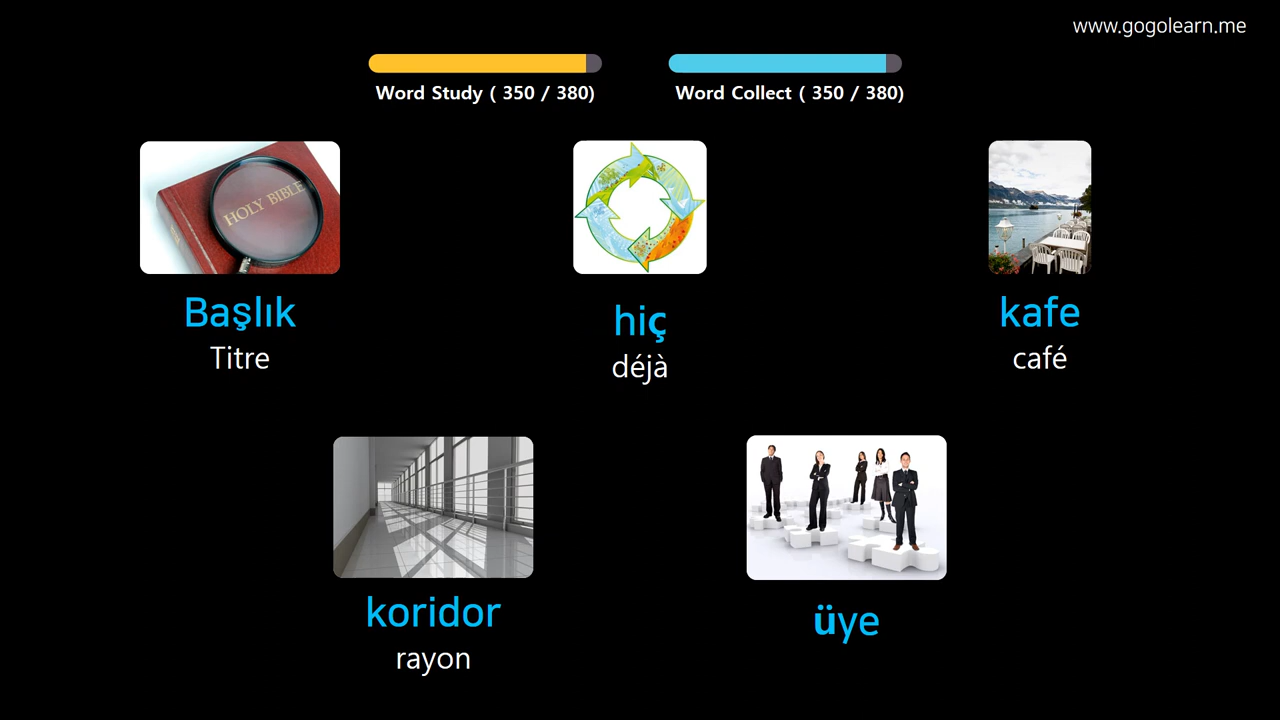 www.gogolearn.me
Word Study ( 350 / 380)
Word Collect ( 350 / 380)
HOLY BIBLE
Başlık
Titre
hiç
déjà
kafe
café
koridor
rayon
üye